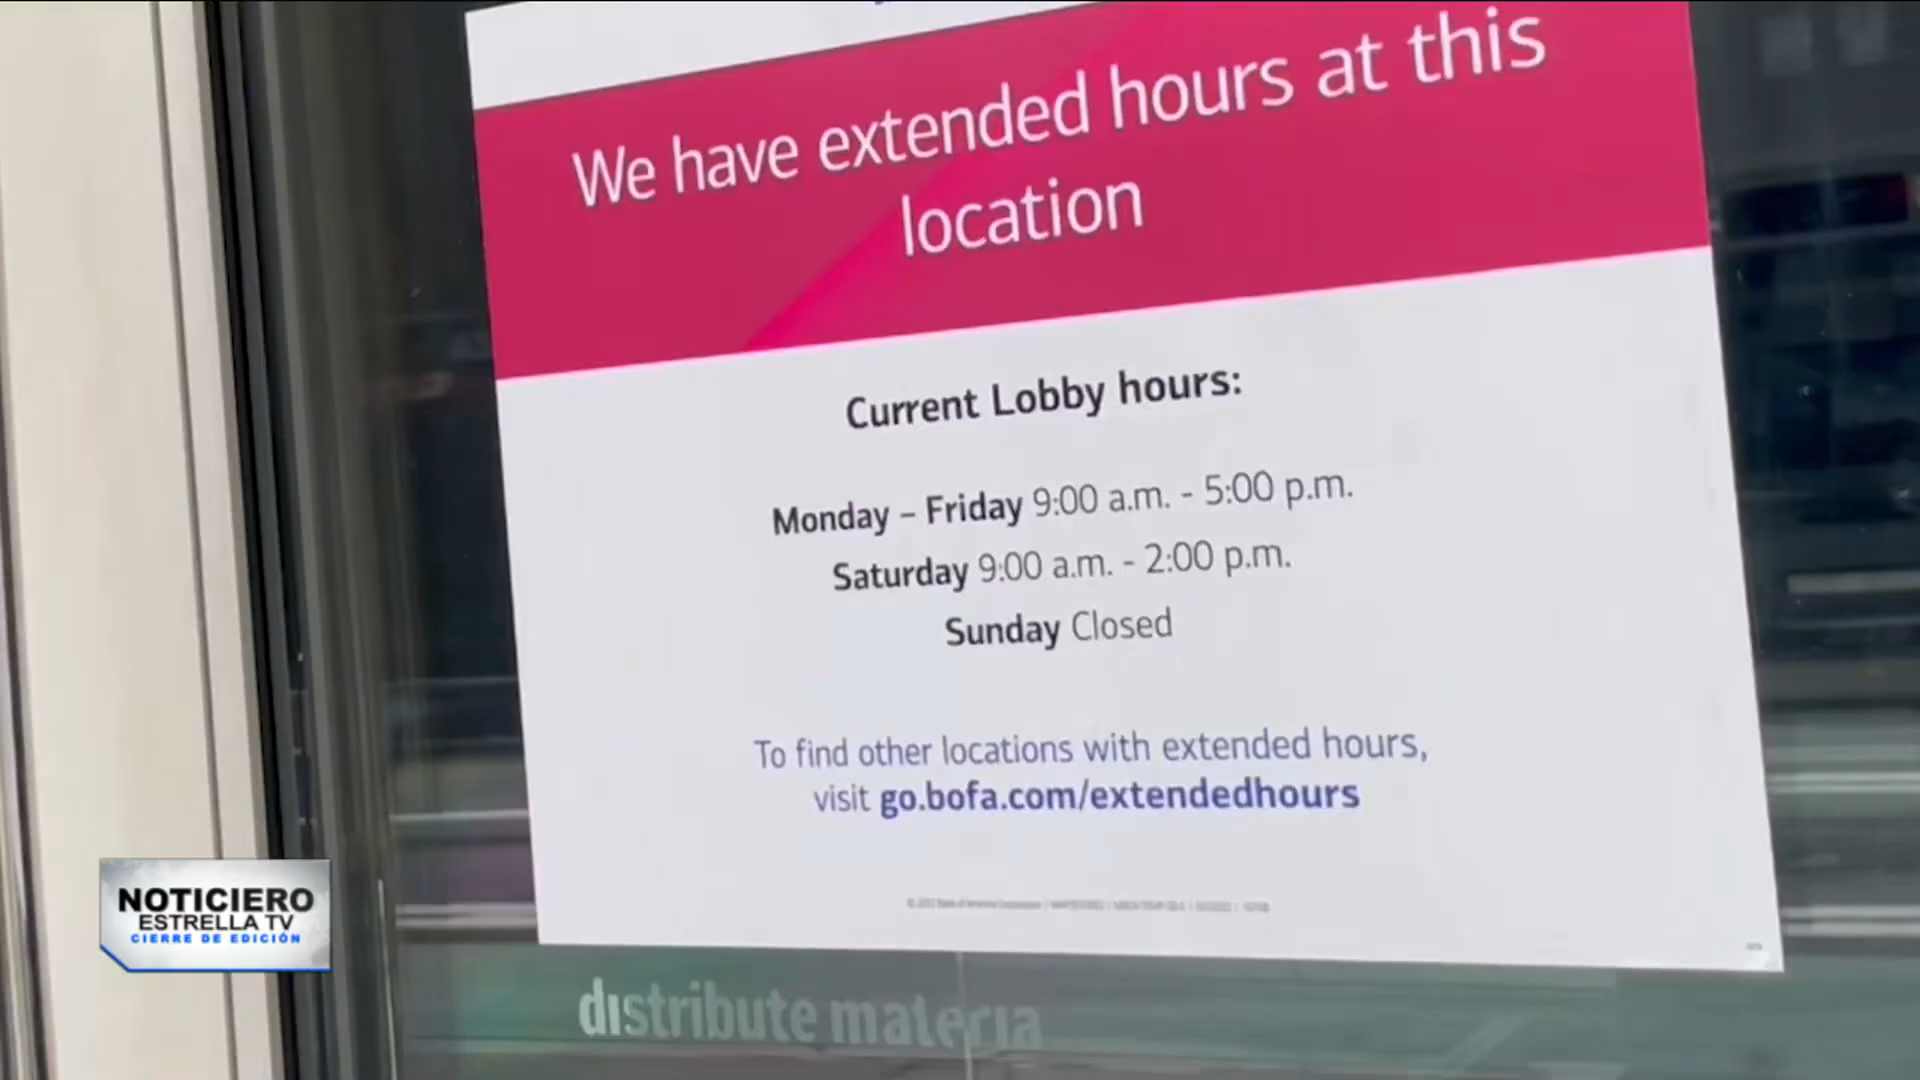 We have extended hours at this
location
Current Lobby hours:
Monday – Friday 9:00 a.m. - 5:00 p.m.
Saturday 9:00 a.m. - 2:00 p.m.
Sunday Closed
To find other locations with extended hours,
visit go.bofa.com/extendedhours
NOTICIERO
ESTRELLA TV
CIERRE DE EDICIÓN
distribute materia